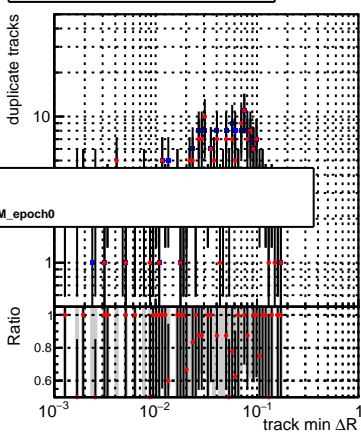 duplicate tracks
10
M_epoch0
1
Ratio
1
0.8
0.6
10⁻³ 10⁻² 10⁻¹ 1
track min ΔR